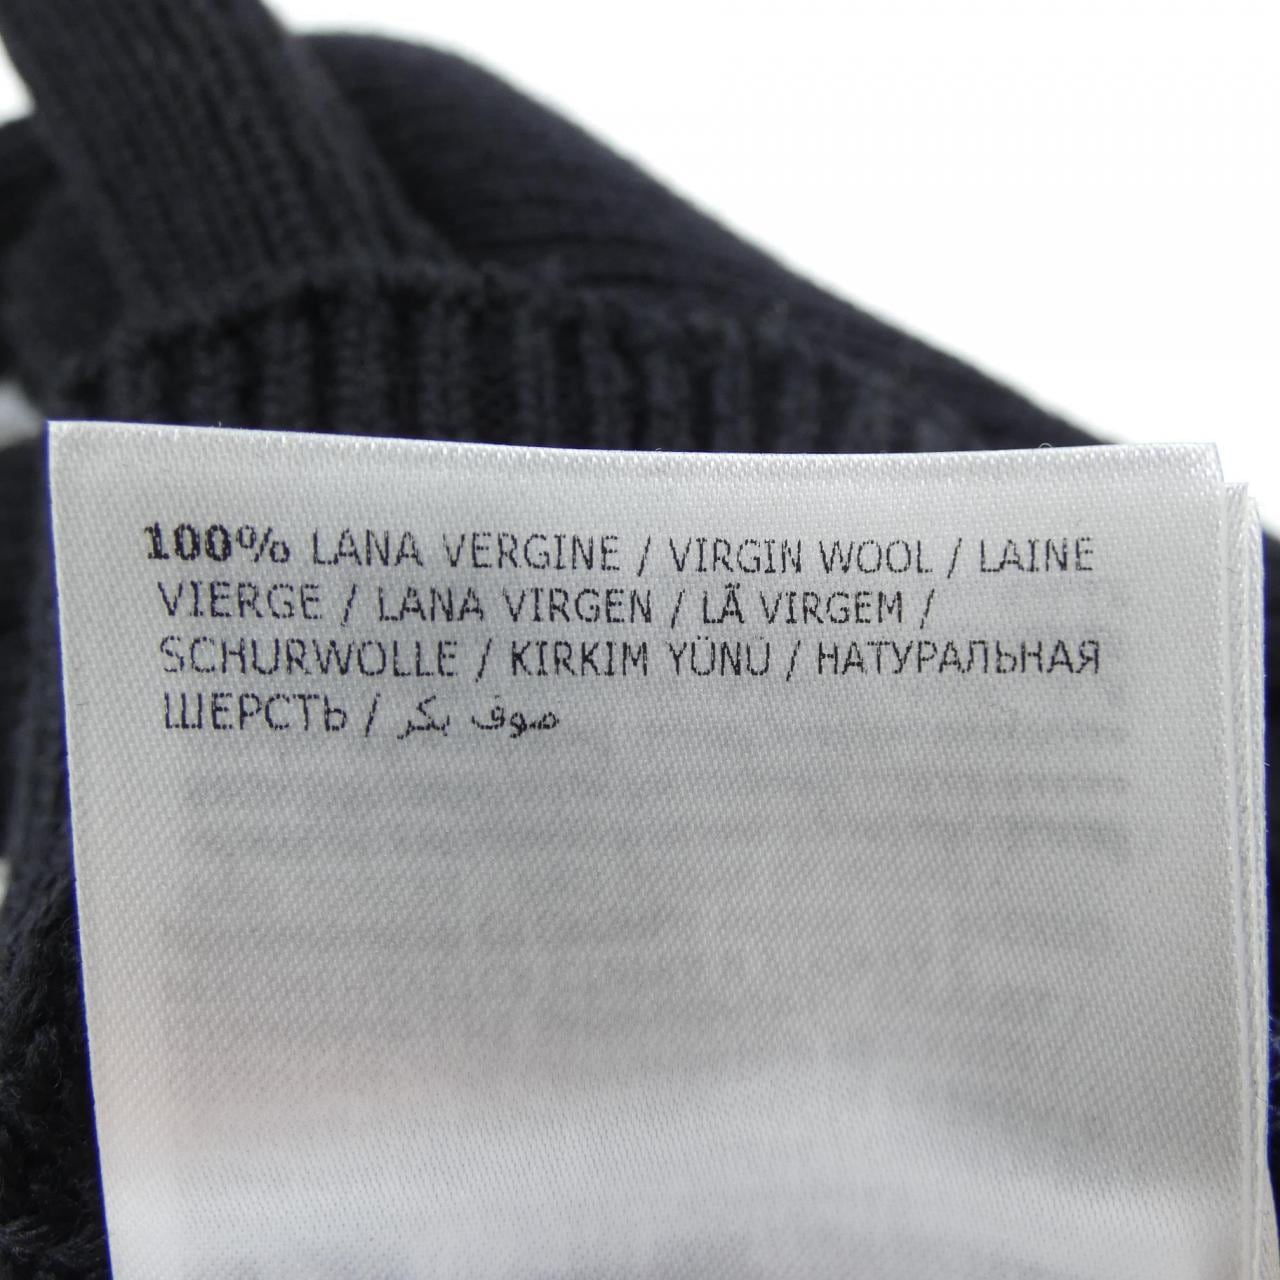 100% LANA VERGINE / VIRGIN WOOL / LAINE
VIERGE / LANA VIRGEN / LÃ VIRGEM /
SCHURWOLLE / KIRKIM YÜNÜ / НАТУРАЛЬНАЯ
ШЕРСТЬ / صوف بكر